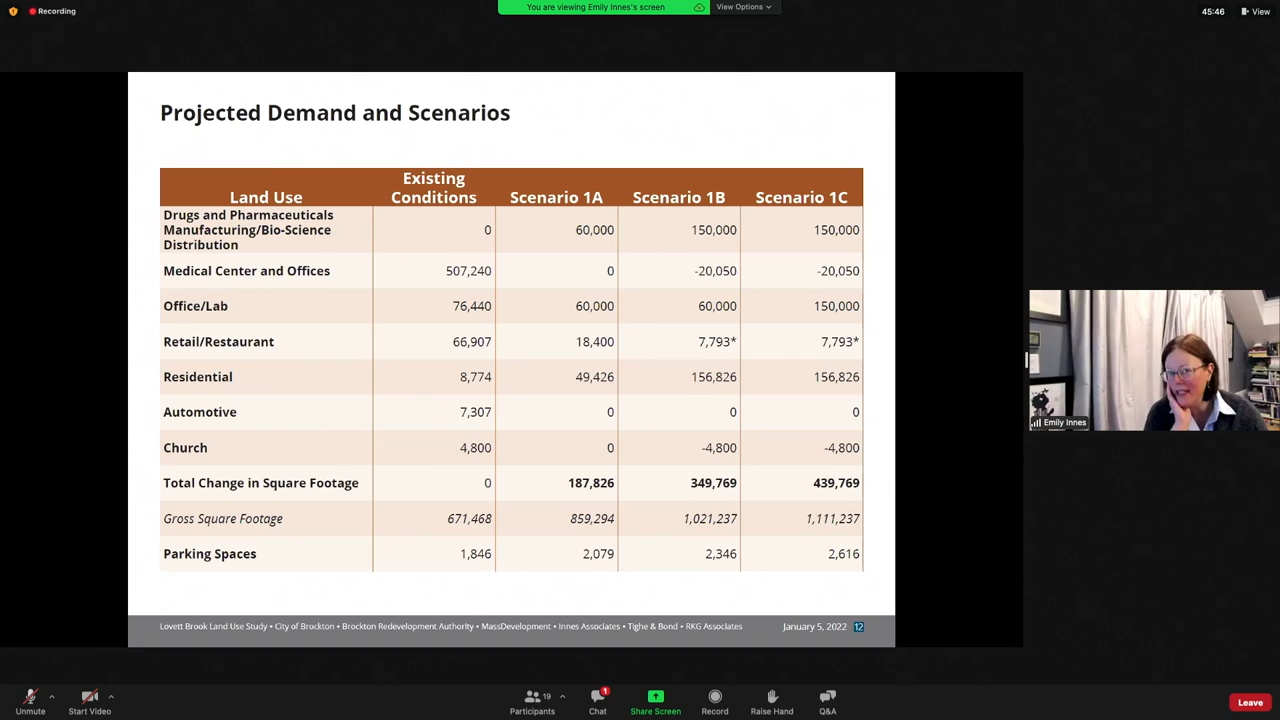 Recording
You are viewing Emily Innes's screen
View Options
45:46
View
Projected Demand and Scenarios
Land Use
Existing
Conditions
Scenario 1A
Scenario 1B
Scenario 1C
Drugs and Pharmaceuticals
Manufacturing/Bio-Science
Distribution
0
60,000
150,000
150,000
Medical Center and Offices
507,240
0
-20,050
-20,050
Office/Lab
76,440
60,000
60,000
150,000
Retail/Restaurant
66,907
18,400
7,793*
7,793*
Residential
8,774
49,426
156,826
156,826
Automotive
7,307
0
0
0
Church
4,800
0
-4,800
-4,800
Total Change in Square Footage
0
187,826
349,769
439,769
Gross Square Footage
671,468
859,294
1,021,237
1,111,237
Parking Spaces
1,846
2,079
2,346
2,616
Lovett Brook Land Use Study • City of Brockton • Brockton Redevelopment Authority • MassDevelopment • Innes Associates • Tighe & Bond • RKG Associates
January 5, 2022
12
Emily Innes
Unmute
Start Video
Participants
19
Chat
1
Share Screen
Record
Raise Hand
Q&A
Leave